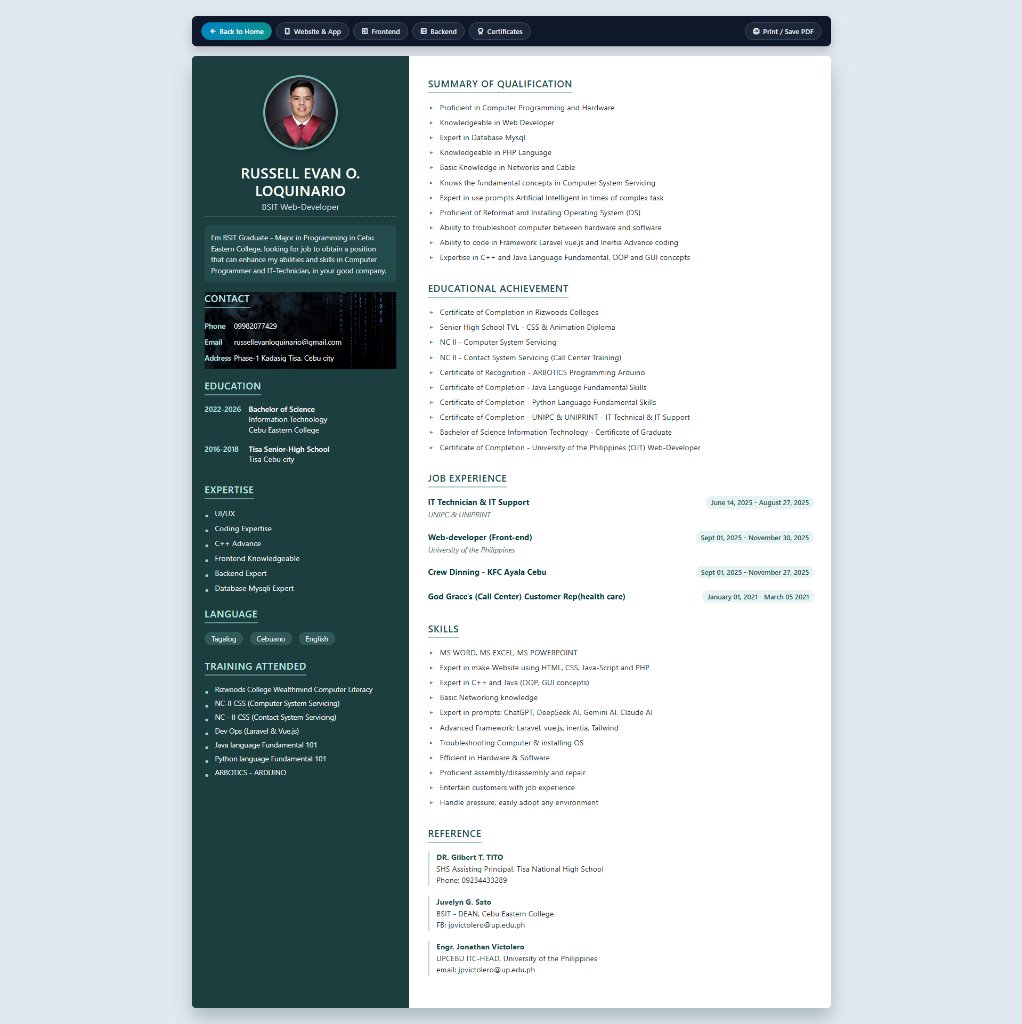 Back to Home
Website & App
Frontend
Backend
Certificates
Print / Save PDF
RUSSELL EVAN O.
LOQUINARIO
BSIT Web-Developer
I'm BSIT Graduate - Major in Programming in Cebu
Eastern College, looking for job to obtain a position
that can enhance my abilities and skills in Computer
Programmer and IT-Technician, in your good company.
CONTACT
Phone 09982077429
Email russellevanloquinario@gmail.com
Address Phase-1 Kadasig Tisa, Cebu city
EDUCATION
2022-2026 Bachelor of Science
Information Technology
Cebu Eastern College
2016-2018 Tisa Senior-High School
Tisa Cebu city
EXPERTISE
UI/UX
Coding Expertise
C++ Advance
Frontend Knowledgeable
Backend Expert
Database Mysqli Expert
LANGUAGE
Tagalog
Cebuano
English
TRAINING ATTENDED
Rizwoods College Wealthmind Computer Literacy
NC-II CSS (Computer System Servicing)
NC - II CSS (Contact System Servicing)
Dev Ops (Laravel & Vue.js)
Java language Fundamental 101
Python language Fundamental 101
ARBOTICS - ARDUINO
SUMMARY OF QUALIFICATION
Proficient in Computer Programming and Hardware
Knowledgeable in Web Developer
Expert in Database Mysql
Knowledgeable in PHP Language
Basic Knowledge in Networks and Cable
Knows the fundamental concepts in Computer System Servicing
Expert in use prompts Artificial Intelligent in times of complex task
Proficient of Reformat and Installing Operating System (OS)
Ability to troubleshoot computer between hardware and software
Ability to code in Framework Laravel vue.js and Inertia Advance coding
Expertise in C++ and Java Language Fundamental, OOP and GUI concepts
EDUCATIONAL ACHIEVEMENT
Certificate of Completion in Rizwoods Colleges
Senior High School TVL - CSS & Animation Diploma
NC II - Computer System Servicing
NC II - Contact System Servicing (Call Center Training)
Certificate of Recognition - ARBOTICS Programming Arduino
Certificate of Completion - Java Language Fundamental Skills
Certificate of Completion - Python Language Fundamental Skills
Certificate of Completion - UNIPC & UNIPRINT - IT Technical & IT Support
Bachelor of Science Information Technology - Certificate of Graduate
Certificate of Completion - University of the Philippines (OJT) Web-Developer
JOB EXPERIENCE
IT Technician & IT Support June 14, 2025 - August 27, 2025
UNIPC & UNIPRINT
Web-developer (Front-end) Sept 01, 2025 - November 30, 2025
University of the Philippines
Crew Dinning - KFC Ayala Cebu Sept 01, 2025 - November 27, 2025
God Grace's (Call Center) Customer Rep(health care) January 01, 2021 - March 05 2021
SKILLS
MS WORD, MS EXCEL, MS POWERPOINT
Expert in make Website using HTML, CSS, Java-Script and PHP
Expert in C++ and Java (OOP, GUI concepts)
Basic Networking knowledge
Expert in prompts: ChatGPT, DeepSeek AI, Gemini AI, Claude AI
Advanced Framework: Laravel, vue.js, inertia, Tailwind
Troubleshooting Computer & installing OS
Efficient in Hardware & Software
Proficient assembly/disassembly and repair
Entertain customers with job experience
Handle pressure, easily adopt any environment
REFERENCE
DR. Gilbert T. TITO
SHS Assisting Principal, Tisa National High School
Phone: 09234433289
Juvelyn G. Sato
BSIT - DEAN, Cebu Eastern College
FB: jpvictolero@up.edu.ph
Engr. Jonathan Victolero
UPCEBU ITC-HEAD, University of the Philippines
email: jpvictolero@up.edu.ph